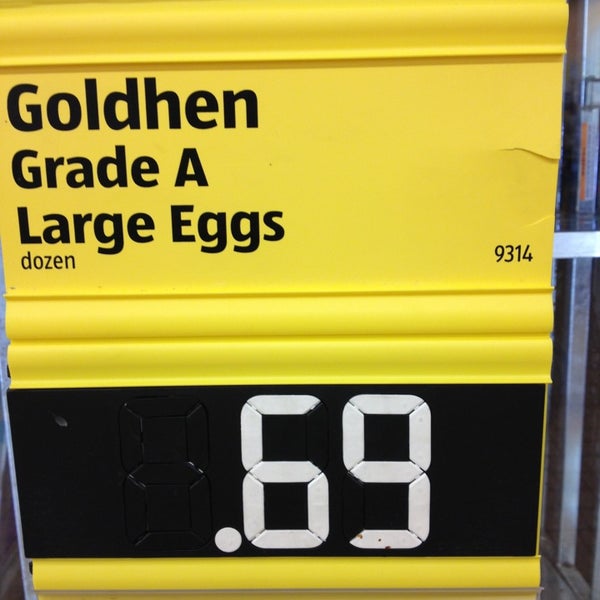 Goldhen
Grade A
Large Eggs
dozen
9314
.69